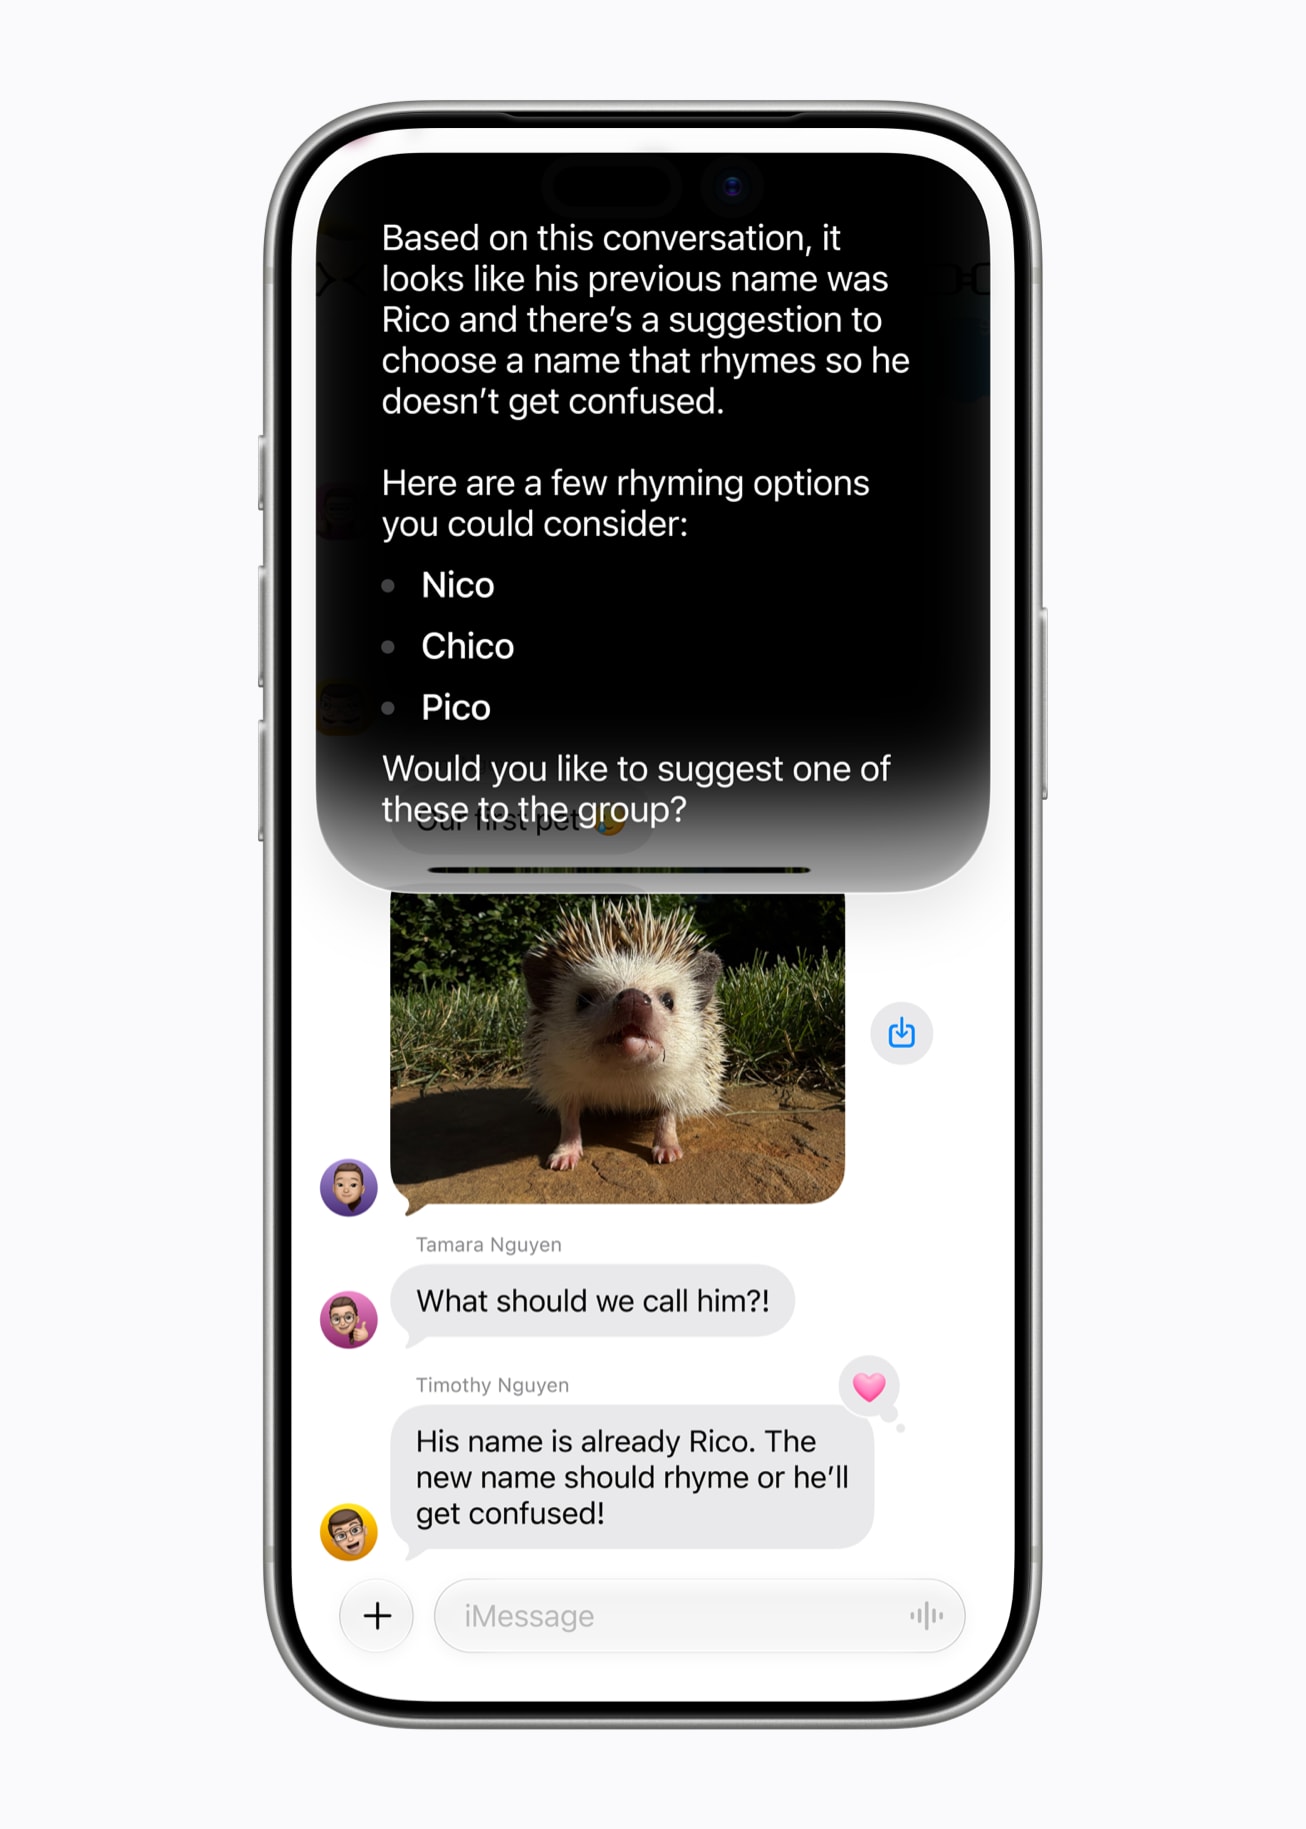 Based on this conversation, it
looks like his previous name was
Rico and there’s a suggestion to
choose a name that rhymes so he
doesn’t get confused.
Here are a few rhyming options
you could consider:
• Nico
• Chico
• Pico
Would you like to suggest one of
these to the group?
Our first pet 🥲
Tamara Nguyen
What should we call him?!
Timothy Nguyen
His name is already Rico. The
new name should rhyme or he’ll
get confused!
iMessage